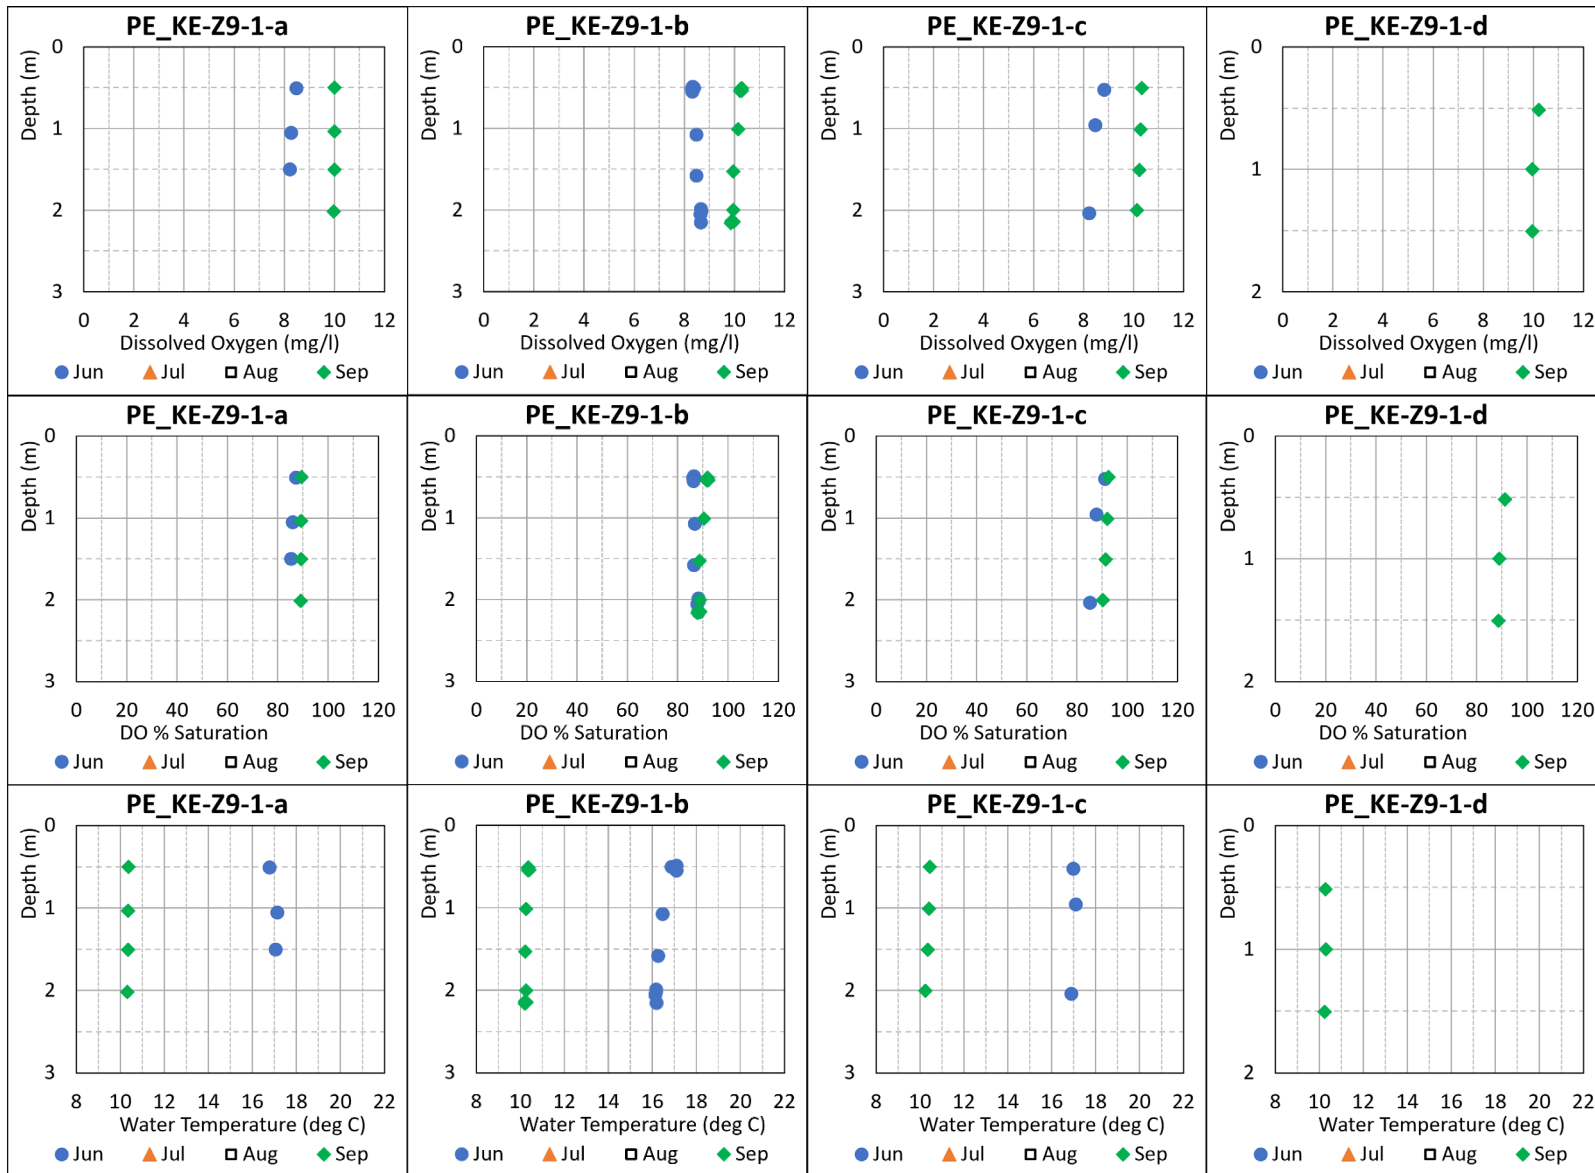 PE_KE-Z9-1-a
Depth (m)
0
1
2
3
0 2 4 6 8 10 12
Dissolved Oxygen (mg/l)
Jun Jul Aug Sep
PE_KE-Z9-1-b
Depth (m)
0
1
2
3
0 2 4 6 8 10 12
Dissolved Oxygen (mg/l)
Jun Jul Aug Sep
PE_KE-Z9-1-c
Depth (m)
0
1
2
3
0 2 4 6 8 10 12
Dissolved Oxygen (mg/l)
Jun Jul Aug Sep
PE_KE-Z9-1-d
Depth (m)
0
1
2
0 2 4 6 8 10 12
Dissolved Oxygen (mg/l)
Jun Jul Aug Sep
PE_KE-Z9-1-a
Depth (m)
0
1
2
3
0 20 40 60 80 100 120
DO % Saturation
Jun Jul Aug Sep
PE_KE-Z9-1-b
Depth (m)
0
1
2
3
0 20 40 60 80 100 120
DO % Saturation
Jun Jul Aug Sep
PE_KE-Z9-1-c
Depth (m)
0
1
2
3
0 20 40 60 80 100 120
DO % Saturation
Jun Jul Aug Sep
PE_KE-Z9-1-d
Depth (m)
0
1
2
0 20 40 60 80 100 120
DO % Saturation
Jun Jul Aug Sep
PE_KE-Z9-1-a
Depth (m)
0
1
2
3
8 10 12 14 16 18 20 22
Water Temperature (deg C)
Jun Jul Aug Sep
PE_KE-Z9-1-b
Depth (m)
0
1
2
3
8 10 12 14 16 18 20 22
Water Temperature (deg C)
Jun Jul Aug Sep
PE_KE-Z9-1-c
Depth (m)
0
1
2
3
8 10 12 14 16 18 20 22
Water Temperature (deg C)
Jun Jul Aug Sep
PE_KE-Z9-1-d
Depth (m)
0
1
2
8 10 12 14 16 18 20 22
Water Temperature (deg C)
Jun Jul Aug Sep